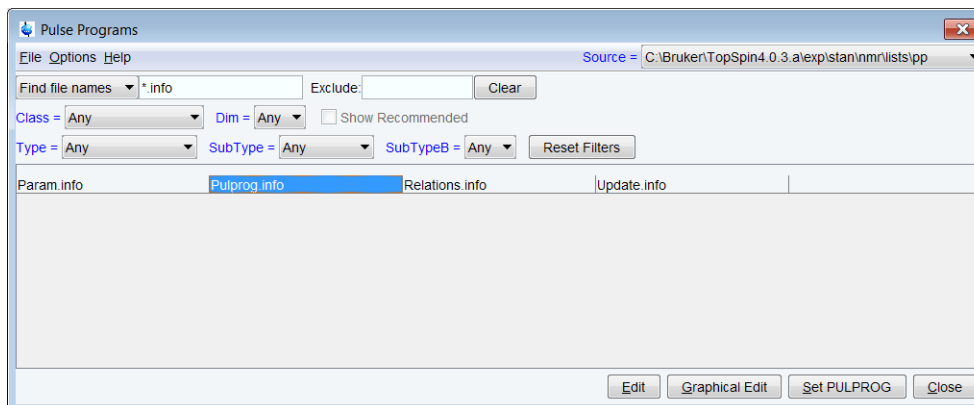 Pulse Programs
File Options Help Source = C:\Bruker\TopSpin4.0.3.a\exp\stan\nmr\lists\pp
Find file names *.info Exclude: Clear
Class = Any Dim = Any Show Recommended
Type = Any SubType = Any SubTypeB = Any Reset Filters
Param.info Pulprog.info Relations.info Update.info
Edit Graphical Edit Set PULPROG Close